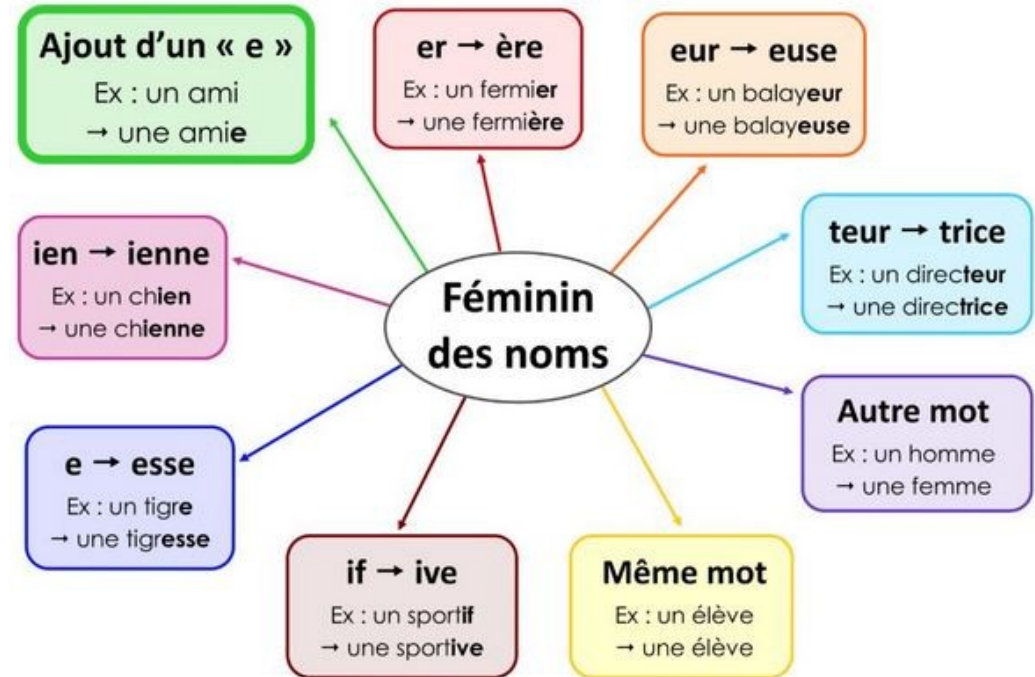 Ajout d'un « e »
Ex : un ami
→ une amie
er → ère
Ex : un fermier
→ une fermière
eur → euse
Ex : un balayeur
→ une balayeuse
ien → ienne
Ex : un chien
→ une chienne
Féminin
des noms
teur → trice
Ex : un directeur
→ une directrice
e → esse
Ex : un tigre
→ une tigresse
Autre mot
Ex : un homme
→ une femme
if → ive
Ex : un sportif
→ une sportive
Même mot
Ex : un élève
→ une élève